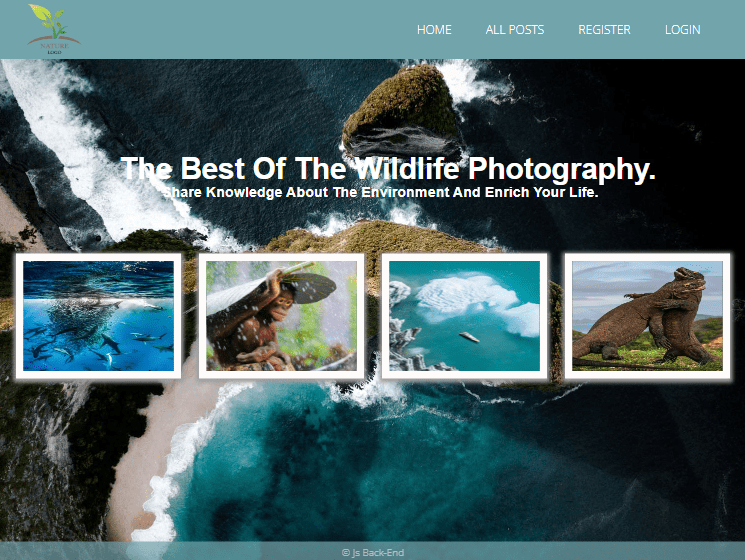 NATURE
LOGO
HOME ALL POSTS REGISTER LOGIN
The Best Of The Wildlife Photography.
Share Knowledge About The Environment And Enrich Your Life.
© Js Back-End